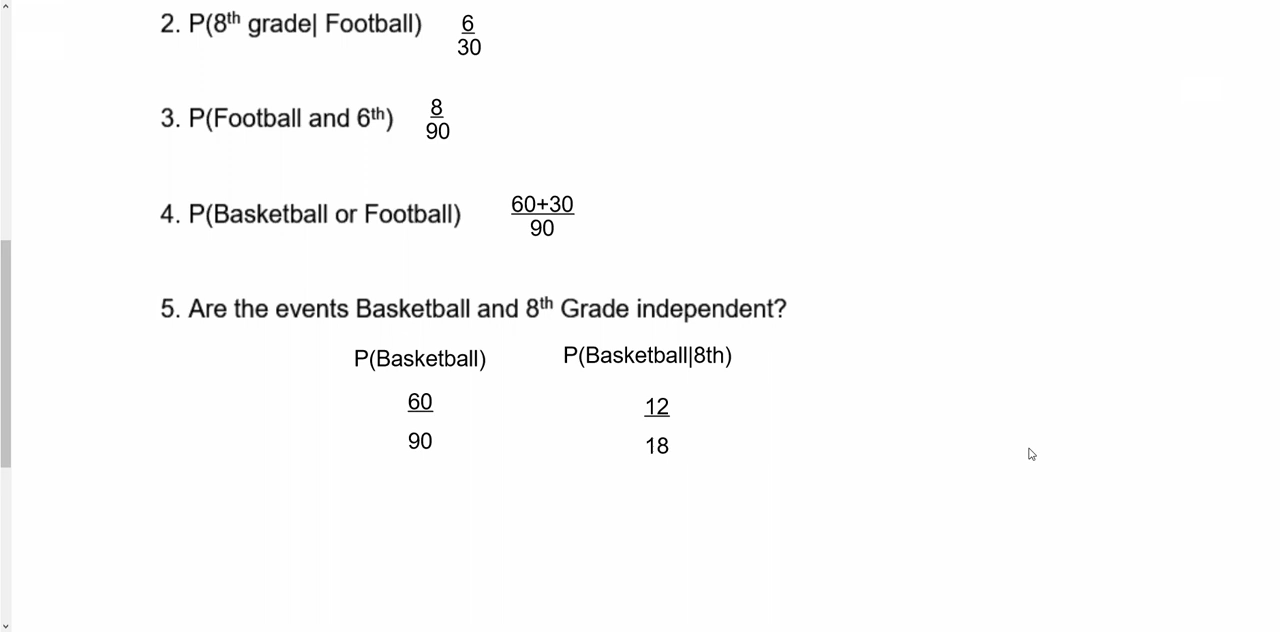 2. P(8th grade| Football) 6/30
3. P(Football and 6th) 8/90
4. P(Basketball or Football) 60+30/90
5. Are the events Basketball and 8th Grade independent?
P(Basketball) P(Basketball|8th)
60 12
90 18